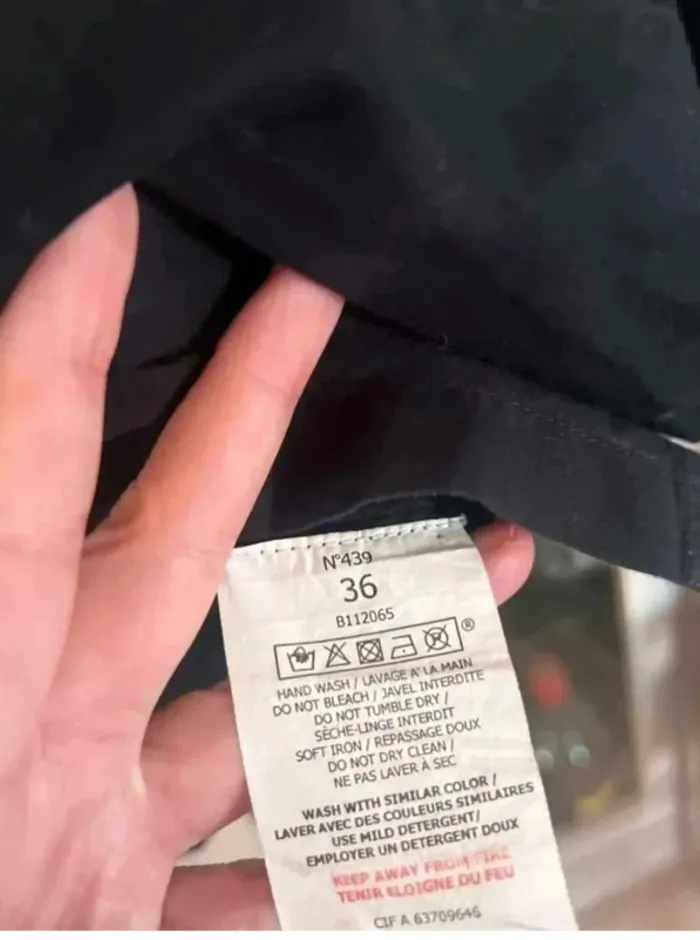 N°439
36
B112065
®
HAND WASH / LAVAGE A' LA MAIN
DO NOT BLEACH / JAVEL INTERDITE
DO NOT TUMBLE DRY /
SÈCHE-LINGE INTERDIT
SOFT IRON / REPASSAGE DOUX
DO NOT DRY CLEAN /
NE PAS LAVER À SEC
WASH WITH SIMILAR COLOR /
LAVER AVEC DES COULEURS SIMILAIRES
USE MILD DETERGENT/
EMPLOYER UN DETERGENT DOUX
KEEP AWAY FROM FIRE
TENIR ELOIGNE DU FEU
CIF A 63709646